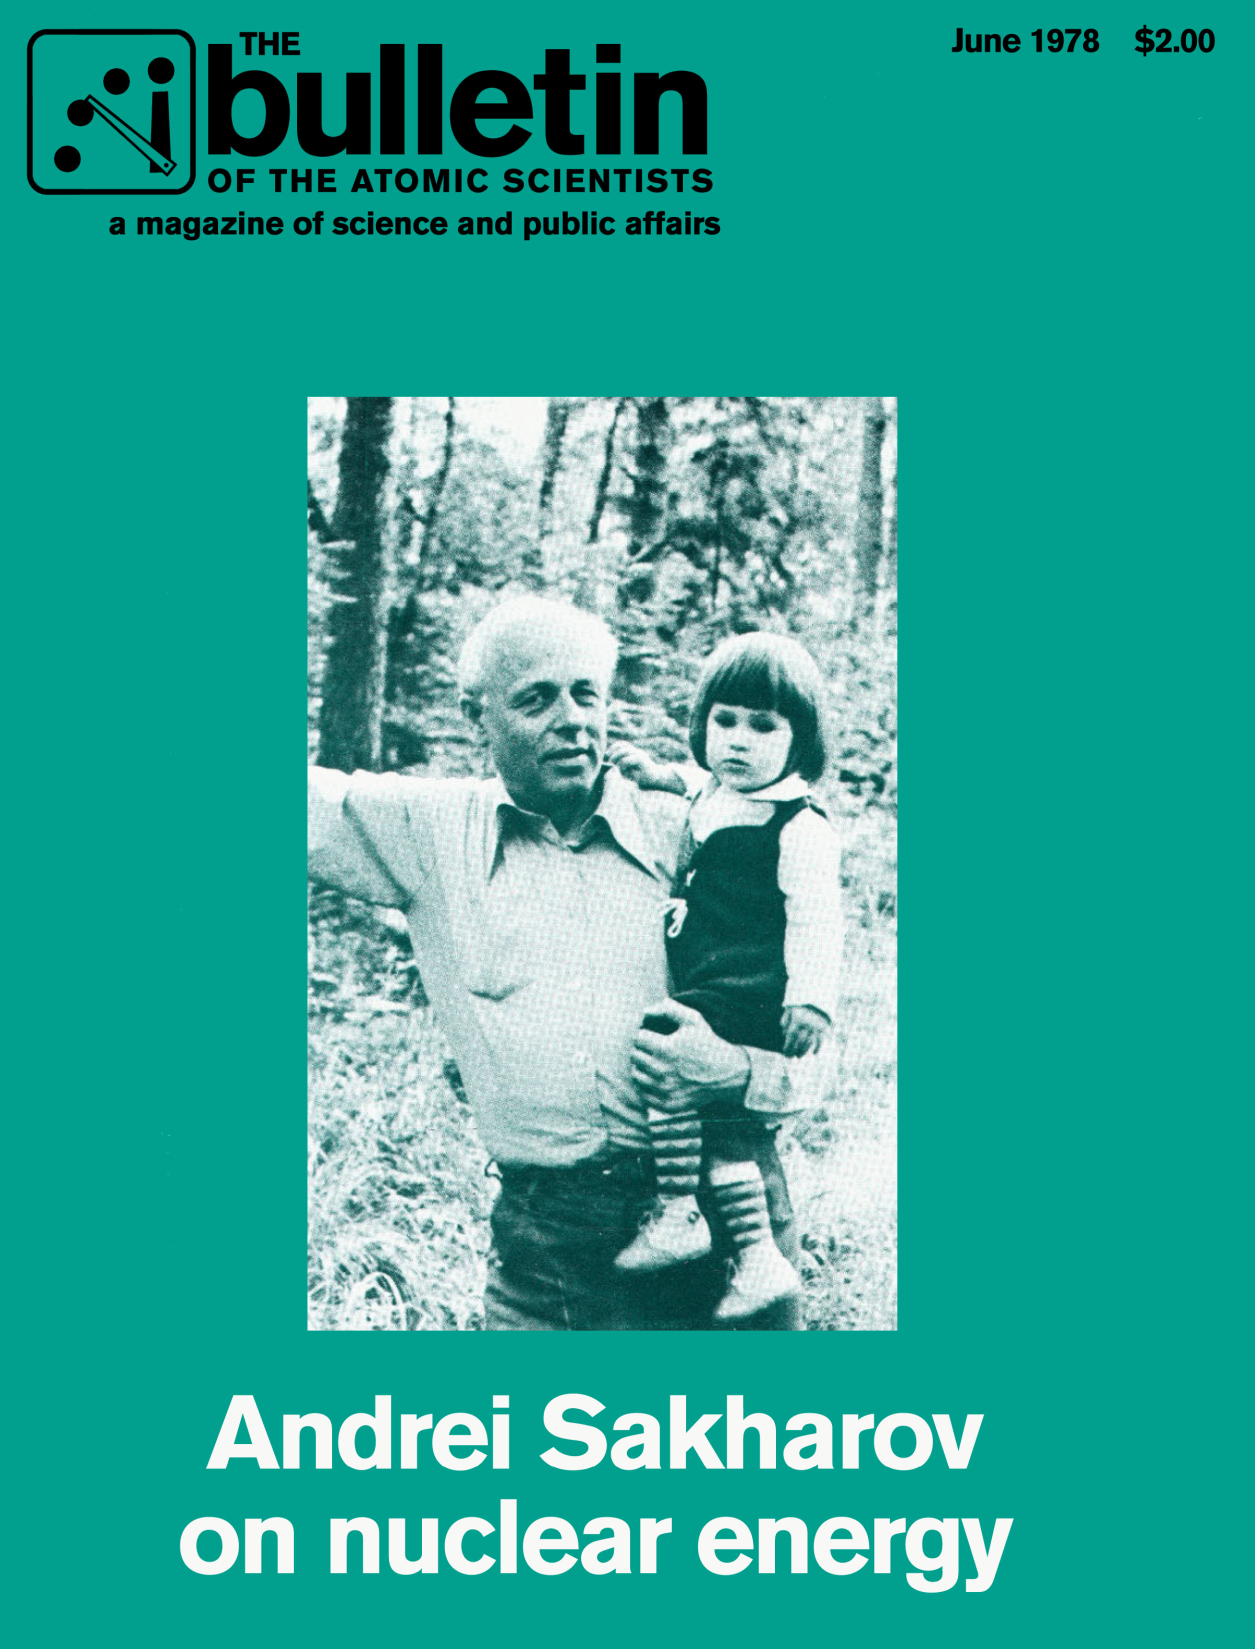 THE
bulletin
OF THE ATOMIC SCIENTISTS
a magazine of science and public affairs
June 1978 $2.00
Andrei Sakharov
on nuclear energy